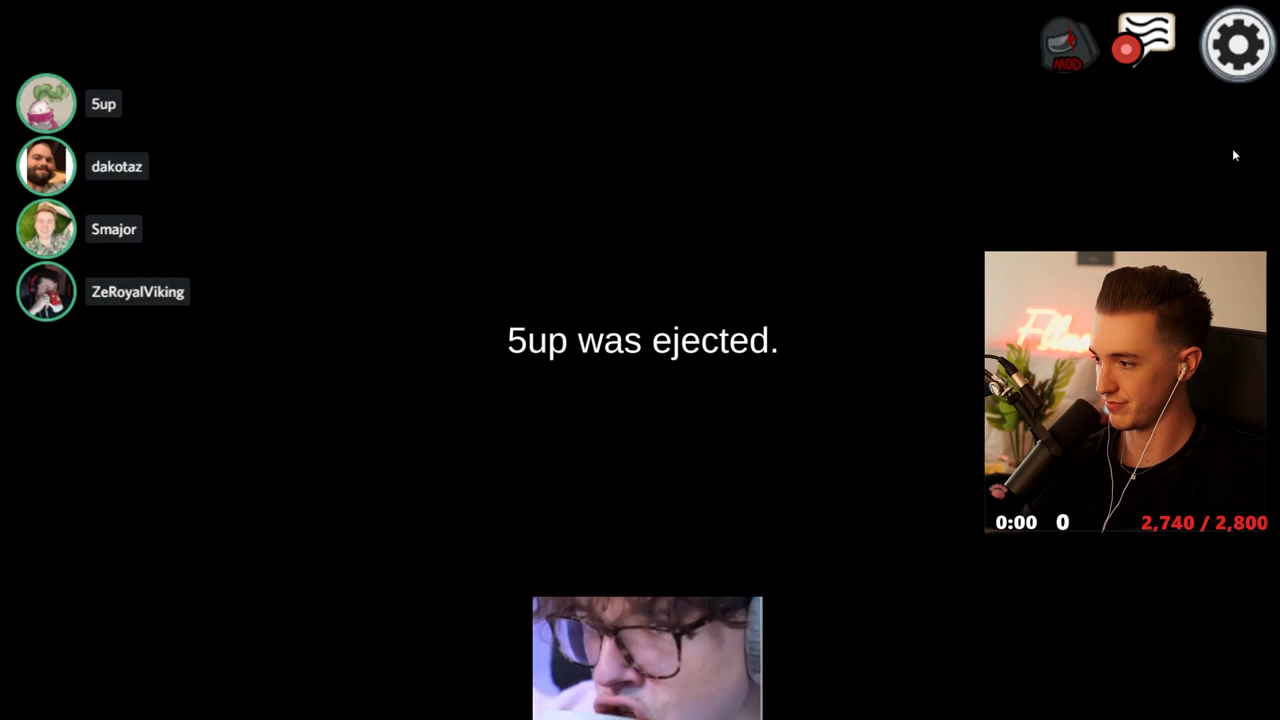 MOD
5up
dakotaz
Smajor
ZeRoyalViking
5up was ejected.
0:00 0 2,740 / 2,800